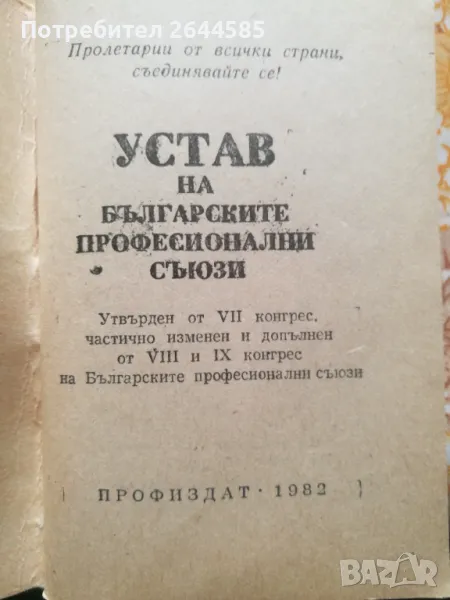 Потребител 2644585
Пролетарии от всички страни,
съединявайте се!
УСТАВ
НА
БЪЛГАРСКИТЕ
ПРОФЕСИОНАЛНИ
СЪЮЗИ
Утвърден от VII конгрес,
частично изменен и допълнен
от VIII и IX конгрес
на Българските професионални съюзи
ПРОФИЗДАТ · 1982
BAZAR